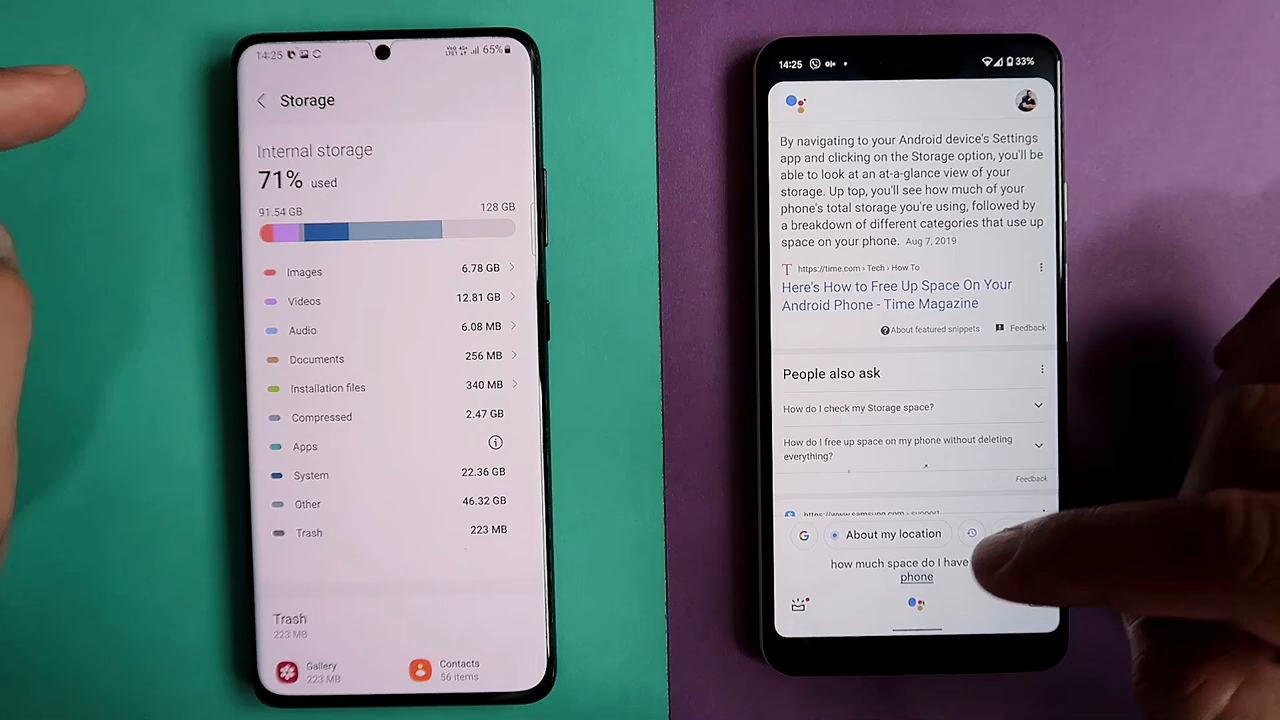 14:25
65%
Storage
Internal storage
71% used
91.54 GB
128 GB
Images 6.78 GB
Videos 12.81 GB
Audio 6.08 MB
Documents 256 MB
Installation files 340 MB
Compressed 2.47 GB
Apps
System 22.36 GB
Other 46.32 GB
Trash 223 MB
Trash
223 MB
Gallery
223 MB
Contacts
56 items
14:25
33%
By navigating to your Android device's Settings
app and clicking on the Storage option, you'll be
able to look at an at-a-glance view of your
storage. Up top, you'll see how much of your
phone's total storage you're using, followed by
a breakdown of different categories that use up
space on your phone. Aug 7, 2019
https://time.com › Tech › How To
Here's How to Free Up Space On Your
Android Phone - Time Magazine
About featured snippets
Feedback
People also ask
How do I check my Storage space?
How do I free up space on my phone without deleting
everything?
Feedback
https://www.samsung.com › support
About my location
how much space do I have
phone